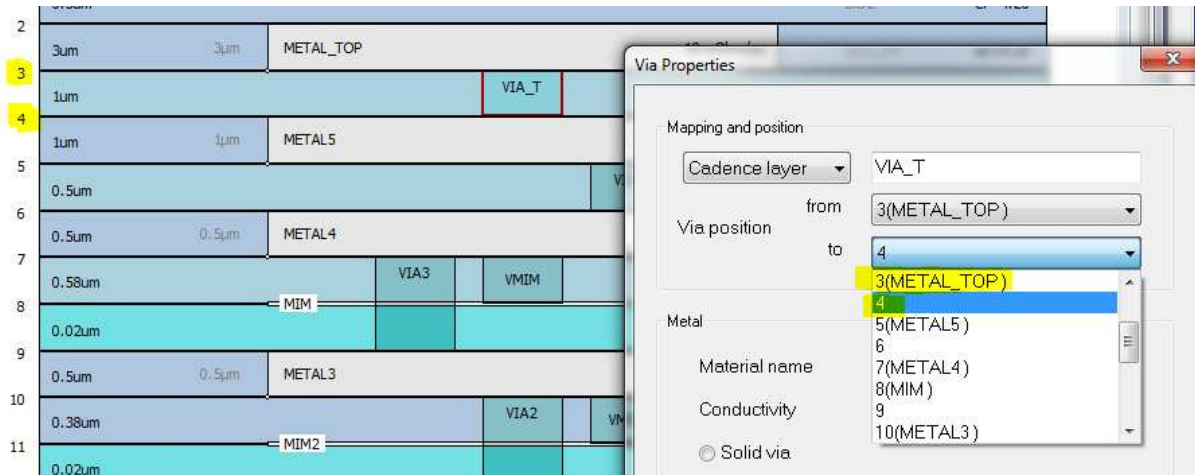 2
3um 3µm METAL_TOP
3
1um VIA_T
4
1um 1µm METAL5
5
0.5um
6
0.5um 0.5µm METAL4
7
0.58um VIA3 VMIM
8
MIM
0.02um
9
0.5um 0.5µm METAL3
10
0.38um VIA2
11
MIM2
0.02um
Via Properties
Mapping and position
Cadence layer VIA_T
Via position
from 3(METAL_TOP)
to 4
3(METAL_TOP)
4
5(METAL5)
6
7(METAL4)
8(MIM)
9
10(METAL3)
Metal
Material name
Conductivity
Solid via